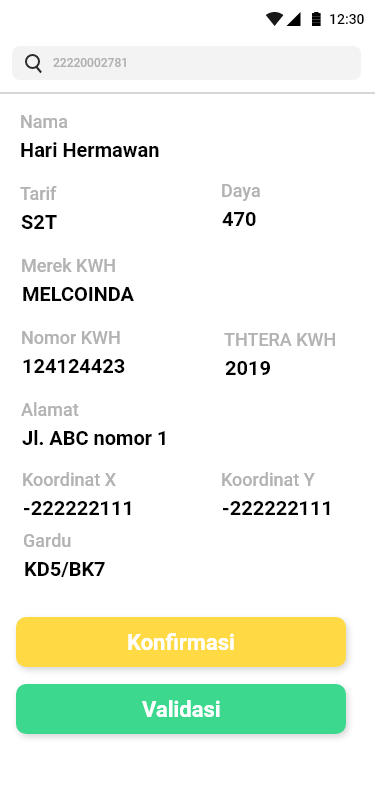 12:30
22220002781
Nama
Hari Hermawan
Tarif
Daya
S2T
470
Merek KWH
MELCOINDA
Nomor KWH
THTERA KWH
124124423
2019
Alamat
Jl. ABC nomor 1
Koordinat X
Koordinat Y
-222222111
-222222111
Gardu
KD5/BK7
Konfirmasi
Validasi